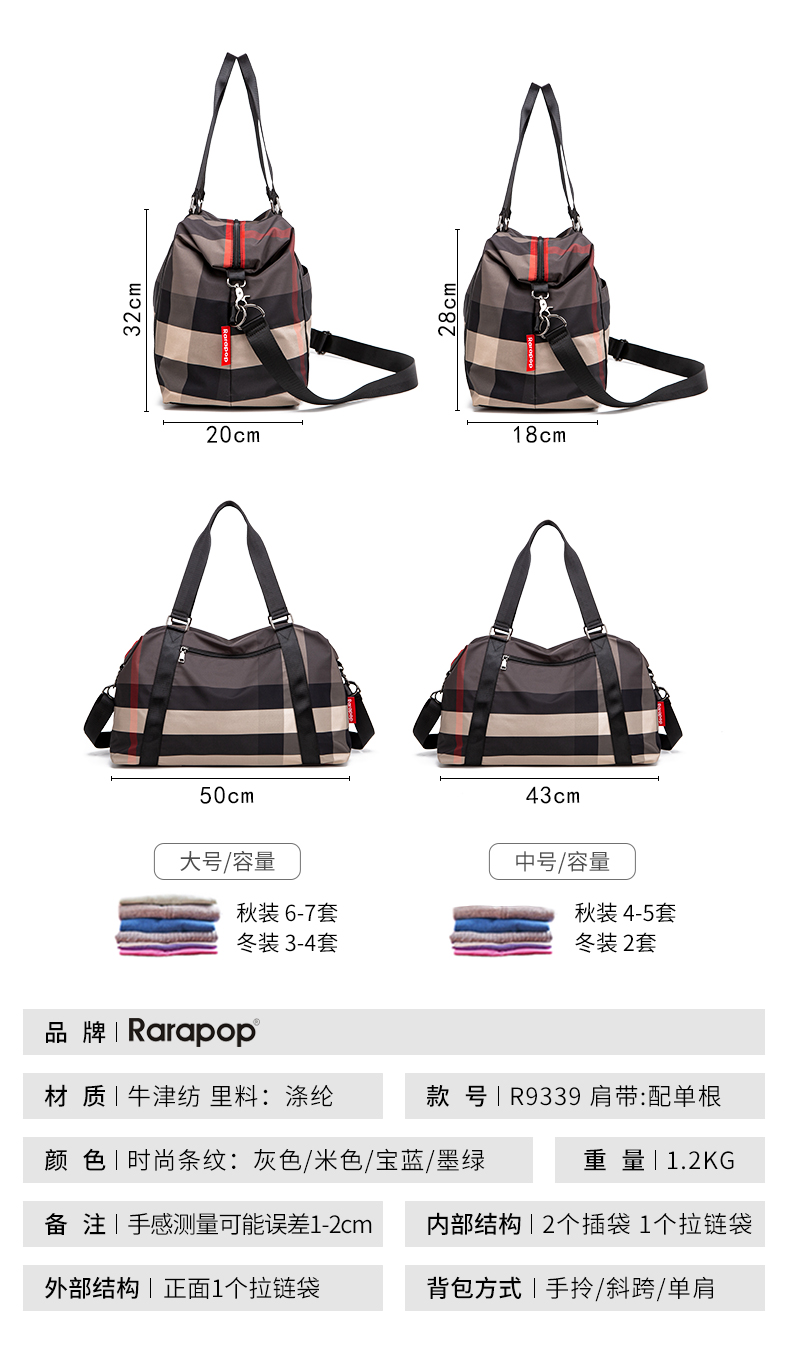 32cm
28cm
Rarapop
Rarapop
20cm
18cm
Rarapop
Rarapop
50cm
43cm
大号/容量
中号/容量
秋装 6-7套
冬装 3-4套
秋装 4-5套
冬装 2套
品 牌 | Rarapop®
材 质 | 牛津纺 里料：涤纶
款 号 | R9339 肩带:配单根
颜 色 | 时尚条纹：灰色/米色/宝蓝/墨绿
重 量 | 1.2KG
备 注 | 手感测量可能误差1-2cm
内部结构 | 2个插袋 1个拉链袋
外部结构 | 正面1个拉链袋
背包方式 | 手拎/斜跨/单肩